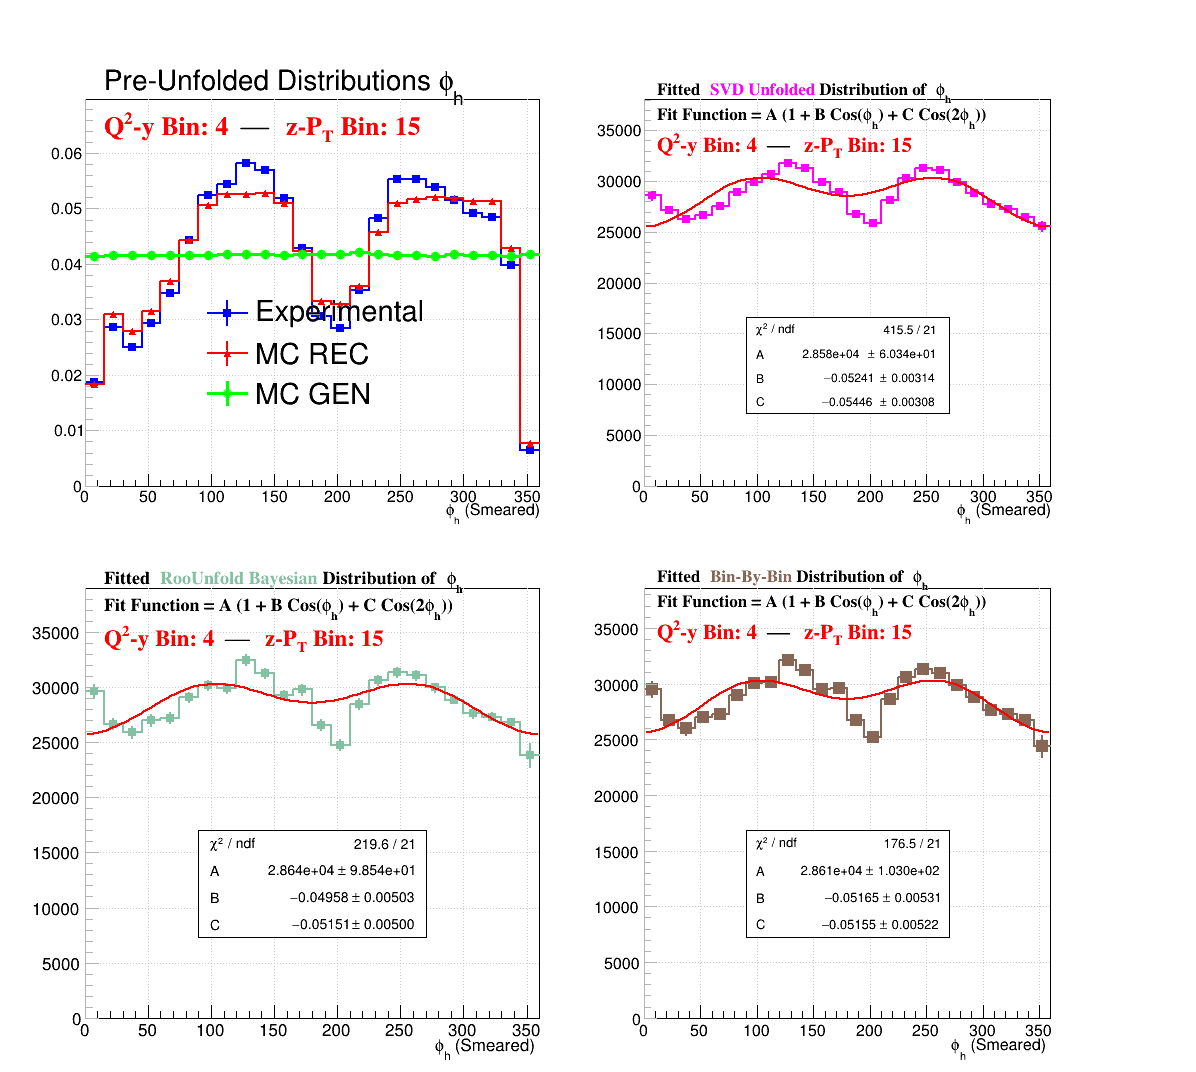 Pre-Unfolded Distributions ϕh
Q2-y Bin: 4 — z-PT Bin: 15
0.06
0.05
0.04
0.03
0.02
0.01
0
Experimental
MC REC
MC GEN
0 50 100 150 200 250 300 350
ϕh (Smeared)
Fitted SVD Unfolded Distribution of ϕh
Fit Function = A (1 + B Cos(ϕh) + C Cos(2ϕh))
Q2-y Bin: 4 — z-PT Bin: 15
35000
30000
25000
20000
15000
10000
5000
0
χ2 / ndf 415.5 / 21
A 2.858e+04 ± 6.034e+01
B −0.05241 ± 0.00314
C −0.05446 ± 0.00308
0 50 100 150 200 250 300 350
ϕh (Smeared)
Fitted RooUnfold Bayesian Distribution of ϕh
Fit Function = A (1 + B Cos(ϕh) + C Cos(2ϕh))
Q2-y Bin: 4 — z-PT Bin: 15
35000
30000
25000
20000
15000
10000
5000
0
χ2 / ndf 219.6 / 21
A 2.864e+04 ± 9.854e+01
B −0.04958 ± 0.00503
C −0.05151 ± 0.00500
0 50 100 150 200 250 300 350
ϕh (Smeared)
Fitted Bin-By-Bin Distribution of ϕh
Fit Function = A (1 + B Cos(ϕh) + C Cos(2ϕh))
Q2-y Bin: 4 — z-PT Bin: 15
35000
30000
25000
20000
15000
10000
5000
0
χ2 / ndf 176.5 / 21
A 2.861e+04 ± 1.030e+02
B −0.05165 ± 0.00531
C −0.05155 ± 0.00522
0 50 100 150 200 250 300 350
ϕh (Smeared)